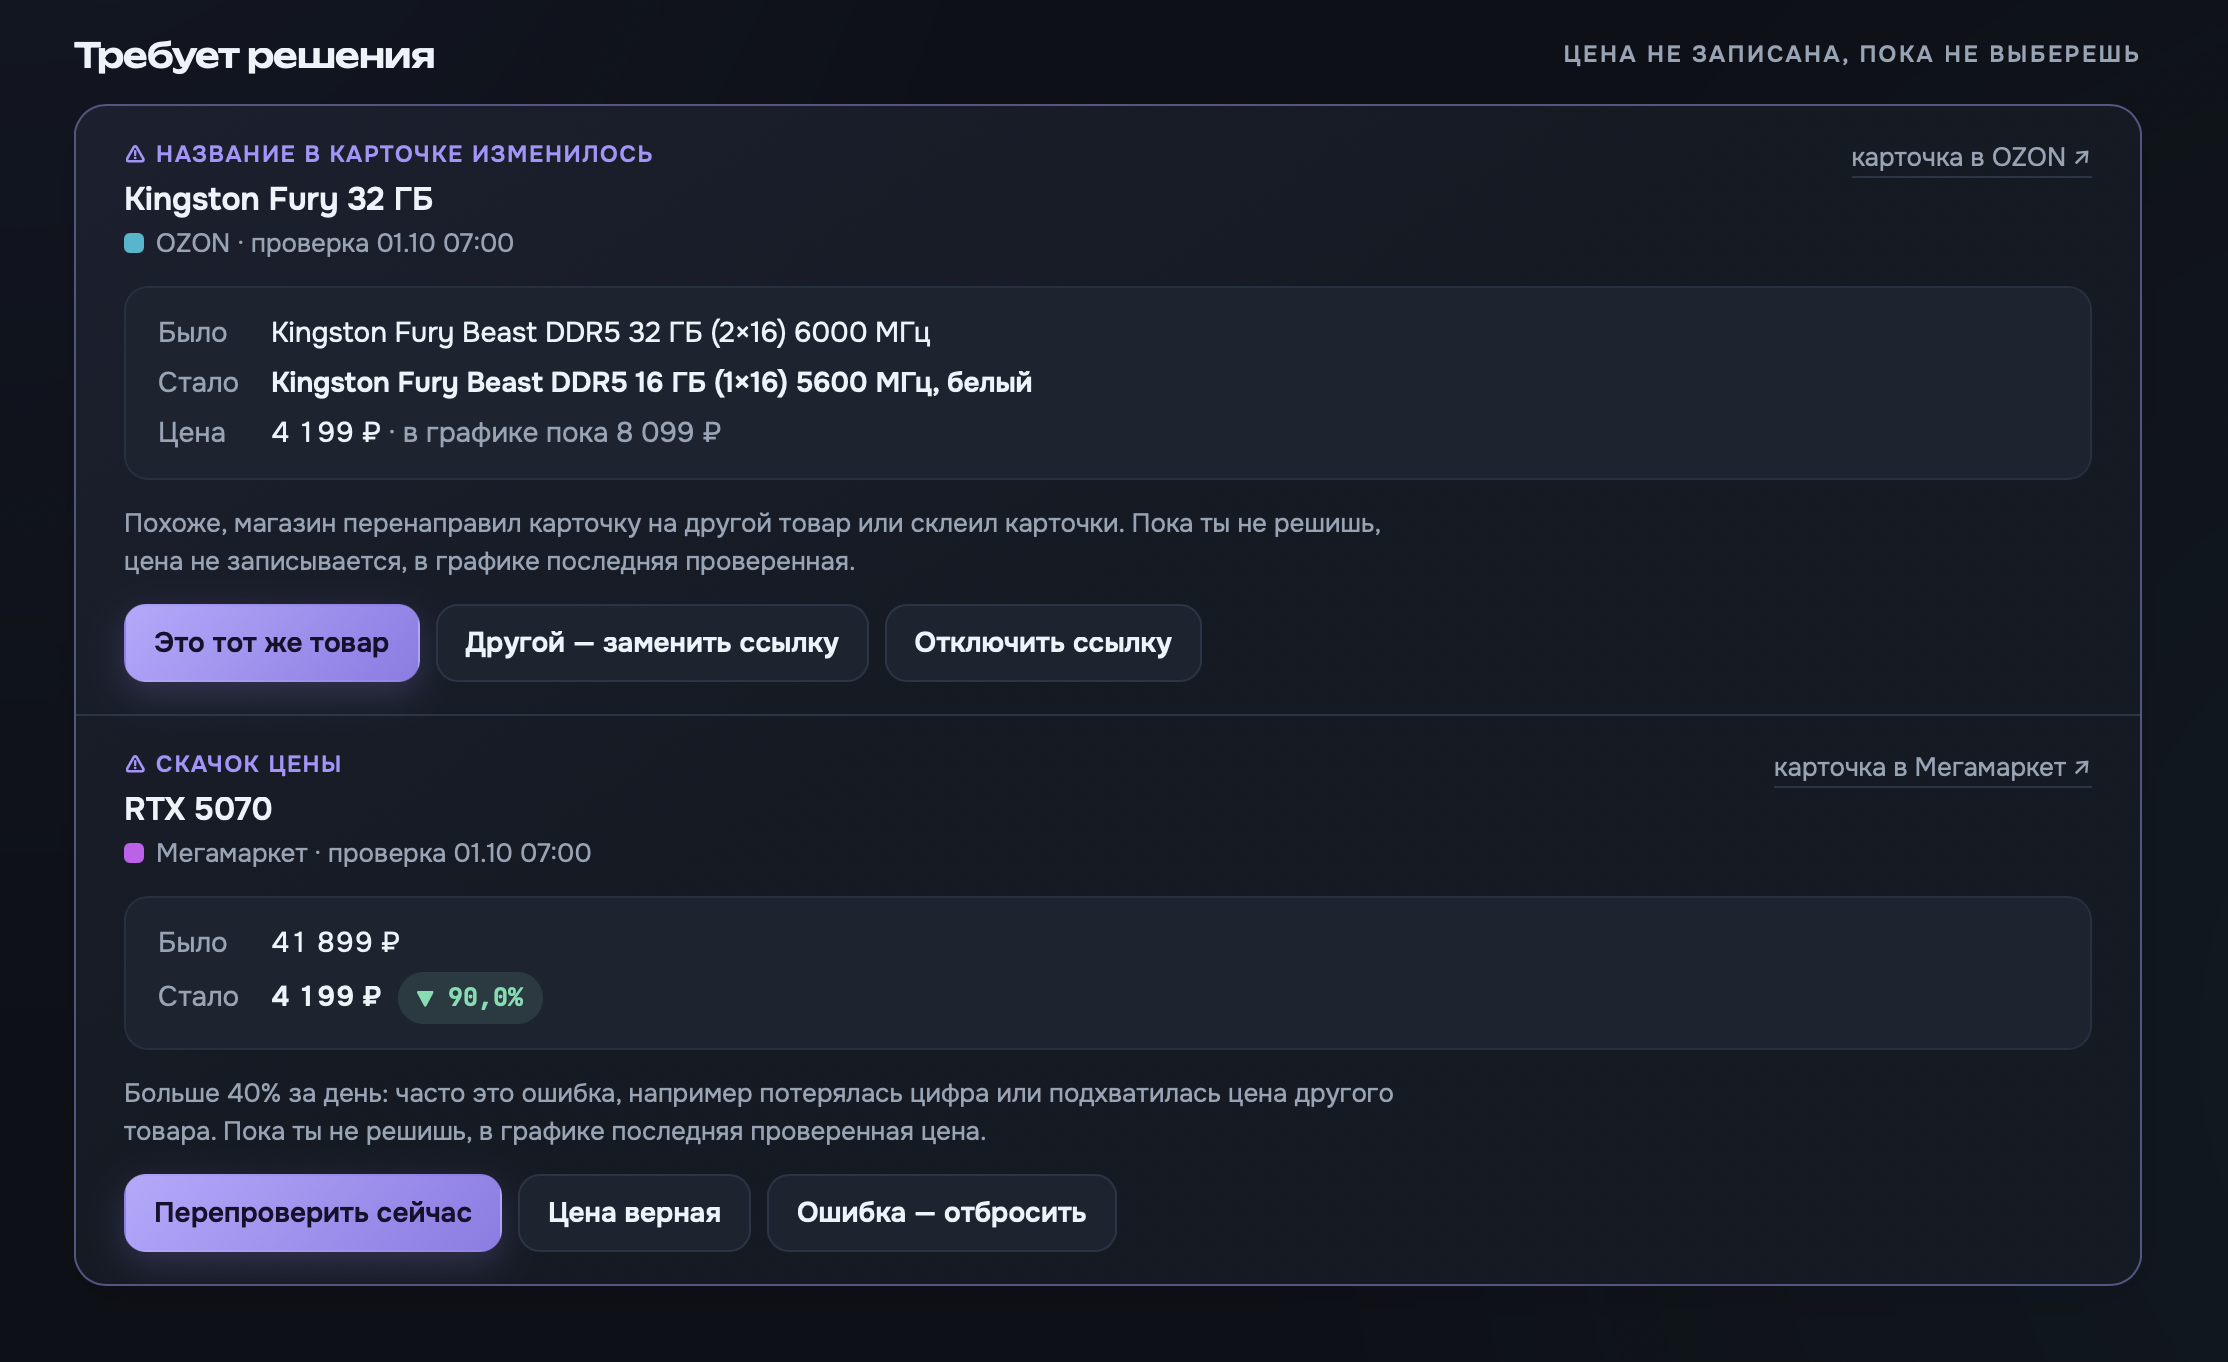 Требует решения
ЦЕНА НЕ ЗАПИСАНА, ПОКА НЕ ВЫБЕРЕШЬ
НАЗВАНИЕ В КАРТОЧКЕ ИЗМЕНИЛОСЬ
карточка в OZON ↗
Kingston Fury 32 ГБ
OZON · проверка 01.10 07:00
Было Kingston Fury Beast DDR5 32 ГБ (2×16) 6000 МГц
Стало Kingston Fury Beast DDR5 16 ГБ (1×16) 5600 МГц, белый
Цена 4 199 ₽ · в графике пока 8 099 ₽
Похоже, магазин перенаправил карточку на другой товар или склеил карточки. Пока ты не решишь,
цена не записывается, в графике последняя проверенная.
Это тот же товар
Другой — заменить ссылку
Отключить ссылку
СКАЧОК ЦЕНЫ
карточка в Мегамаркет ↗
RTX 5070
Мегамаркет · проверка 01.10 07:00
Было 41 899 ₽
Стало 4 199 ₽ ▼ 90,0%
Больше 40% за день: часто это ошибка, например потерялась цифра или подхватилась цена другого
товара. Пока ты не решишь, в графике последняя проверенная цена.
Перепроверить сейчас
Цена верная
Ошибка — отбросить